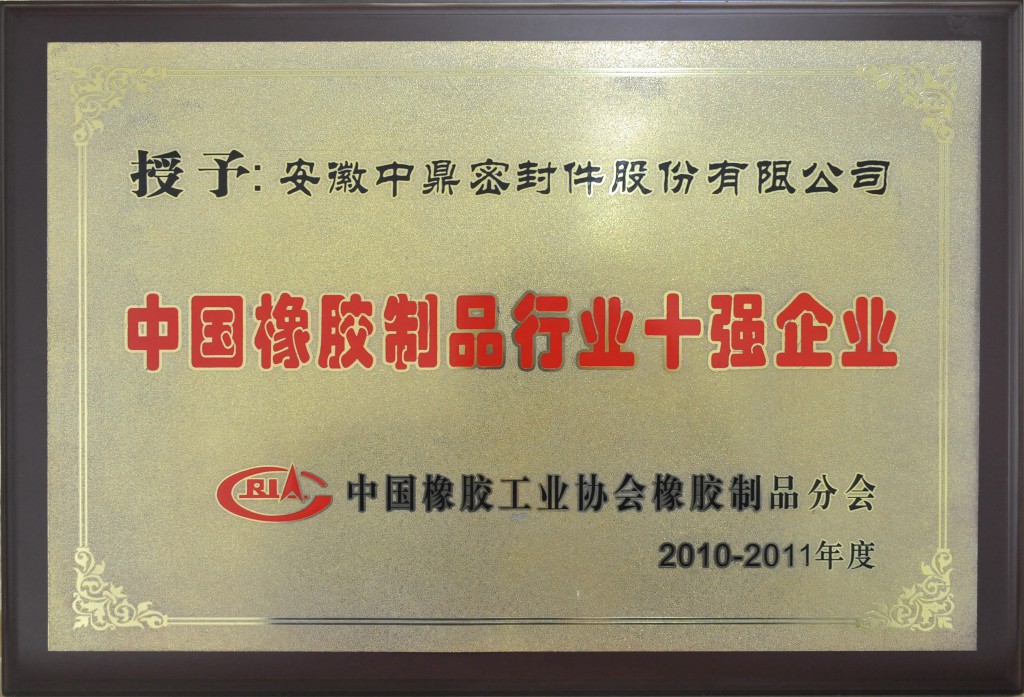 授予:安徽中鼎密封件股份有限公司
中国橡胶制品行业十强企业
CRIA 中国橡胶工业协会橡胶制品分会
2010-2011年度